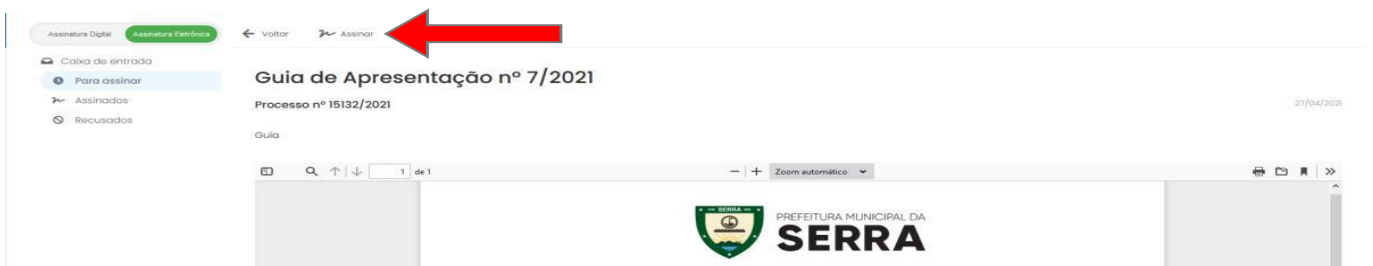 Assinatura Digital Assinatura Eletrônica
Voltar Assinar
Caixa de entrada
Para assinar
Assinados
Recusados
Guia de Apresentação nº 7/2021
Processo nº 15132/2021
27/04/2021
Guia
1 de 1
Zoom automático
SERRA
PREFEITURA MUNICIPAL DA
SERRA